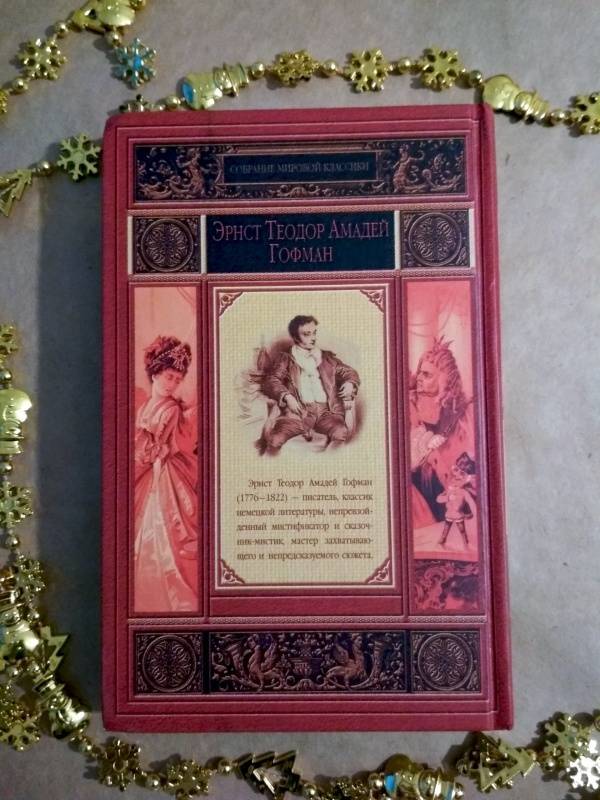 СОБРАНИЕ МИРОВОЙ КЛАССИКИ
ЭРНСТ ТЕОДОР АМАДЕЙ
ГОФМАН
Эрнст Теодор Амадей Гофман
(1776–1822) – писатель, классик
немецкой литературы, непревзой-
денный мистификатор и сказоч-
ник-мистик, мастер захватываю-
щего и непредсказуемого сюжета.